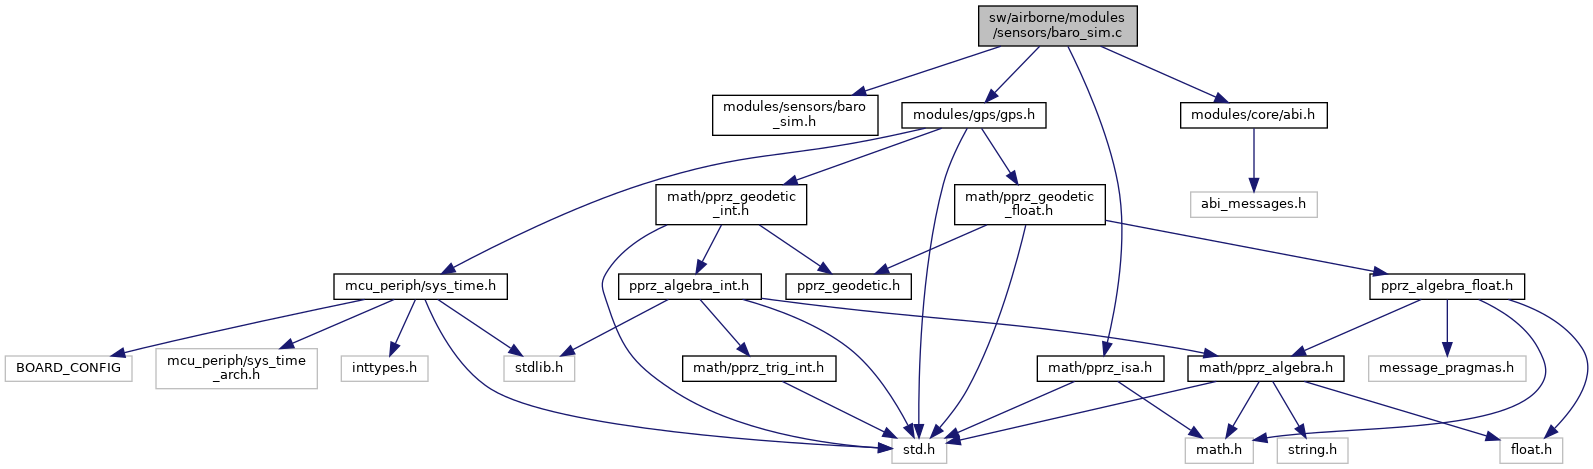 sw/airborne/modules
/sensors/baro_sim.c
modules/sensors/baro
_sim.h
modules/gps/gps.h
modules/core/abi.h
math/pprz_geodetic
_int.h
math/pprz_geodetic
_float.h
abi_messages.h
mcu_periph/sys_time.h
pprz_algebra_int.h
pprz_geodetic.h
pprz_algebra_float.h
BOARD_CONFIG
mcu_periph/sys_time
_arch.h
inttypes.h
stdlib.h
math/pprz_trig_int.h
math/pprz_isa.h
math/pprz_algebra.h
message_pragmas.h
std.h
math.h
string.h
float.h